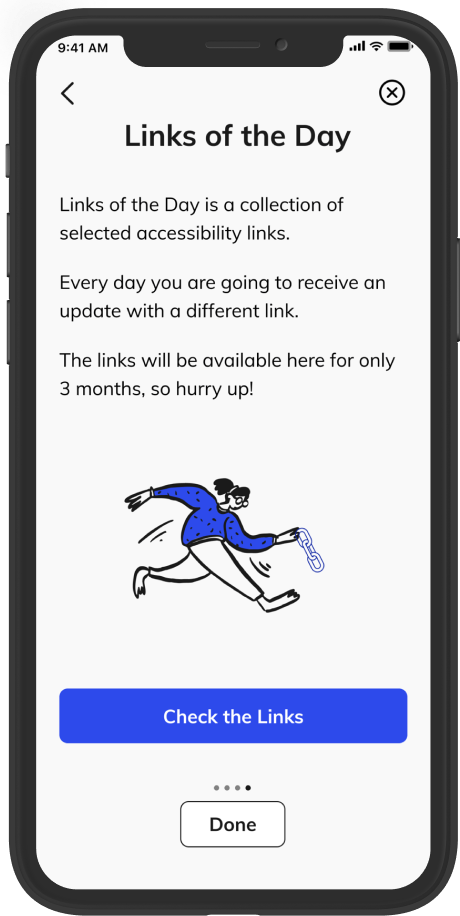 9:41 AM
Links of the Day
Links of the Day is a collection of
selected accessibility links.
Every day you are going to receive an
update with a different link.
The links will be available here for only
3 months, so hurry up!
Check the Links
Done